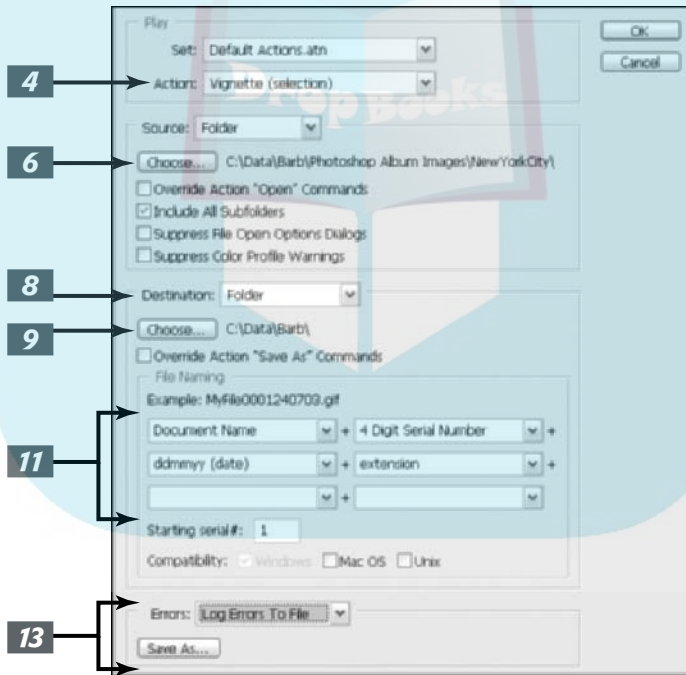 Play
OK
Set: Default Actions.atn
Cancel
4
Action: Vignette (selection)
Drop Books
Source: Folder
6
Choose... C:\Data\Barb\Photoshop Album Images\NewYorkCity\
Override Action "Open" Commands
Include All Subfolders
Suppress File Open Options Dialogs
Suppress Color Profile Warnings
8
Destination: Folder
9
Choose... C:\Data\Barb\
Override Action "Save As" Commands
File Naming
Example: MyFile0001240703.gif
Document Name + 4 Digit Serial Number +
11
ddmmyy (date) + extension +
+
Starting serial#: 1
Compatibility: Windows Mac OS Unix
Errors: Log Errors To File
13
Save As...